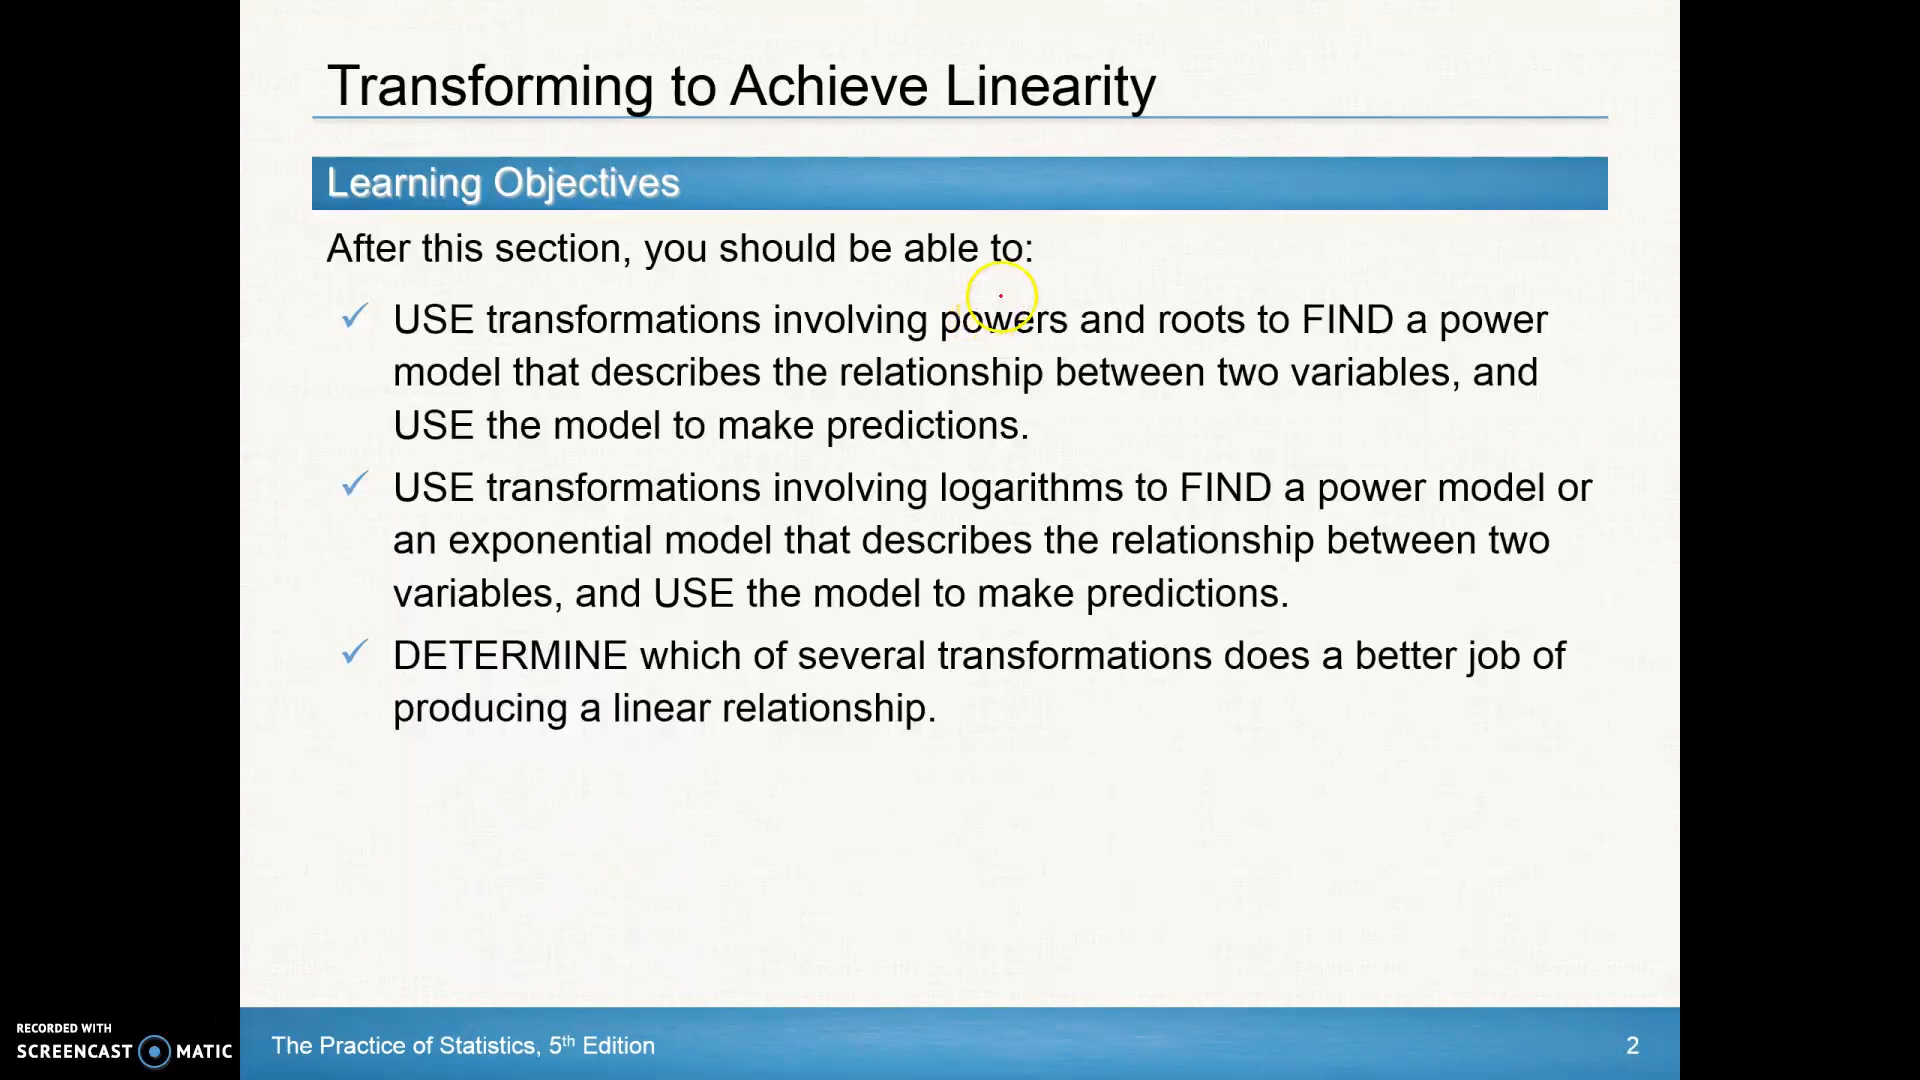 Transforming to Achieve Linearity
Learning Objectives
After this section, you should be able to:
✓ USE transformations involving powers and roots to FIND a power
model that describes the relationship between two variables, and
USE the model to make predictions.
✓ USE transformations involving logarithms to FIND a power model or
an exponential model that describes the relationship between two
variables, and USE the model to make predictions.
✓ DETERMINE which of several transformations does a better job of
producing a linear relationship.
RECORDED WITH
SCREENCAST MATIC
The Practice of Statistics, 5th Edition
2